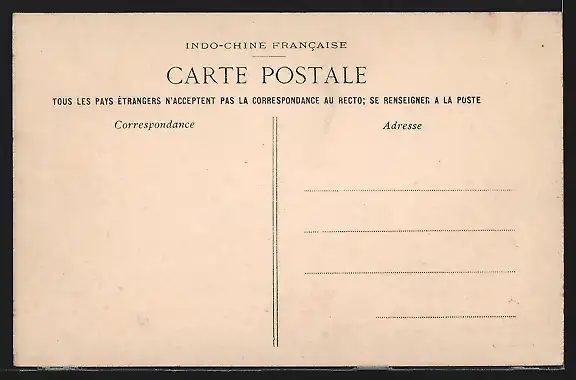 INDO-CHINE FRANÇAISE
CARTE POSTALE
TOUS LES PAYS ÉTRANGERS N'ACCEPTENT PAS LA CORRESPONDANCE AU RECTO; SE RENSEIGNER A LA POSTE
Correspondance
Adresse